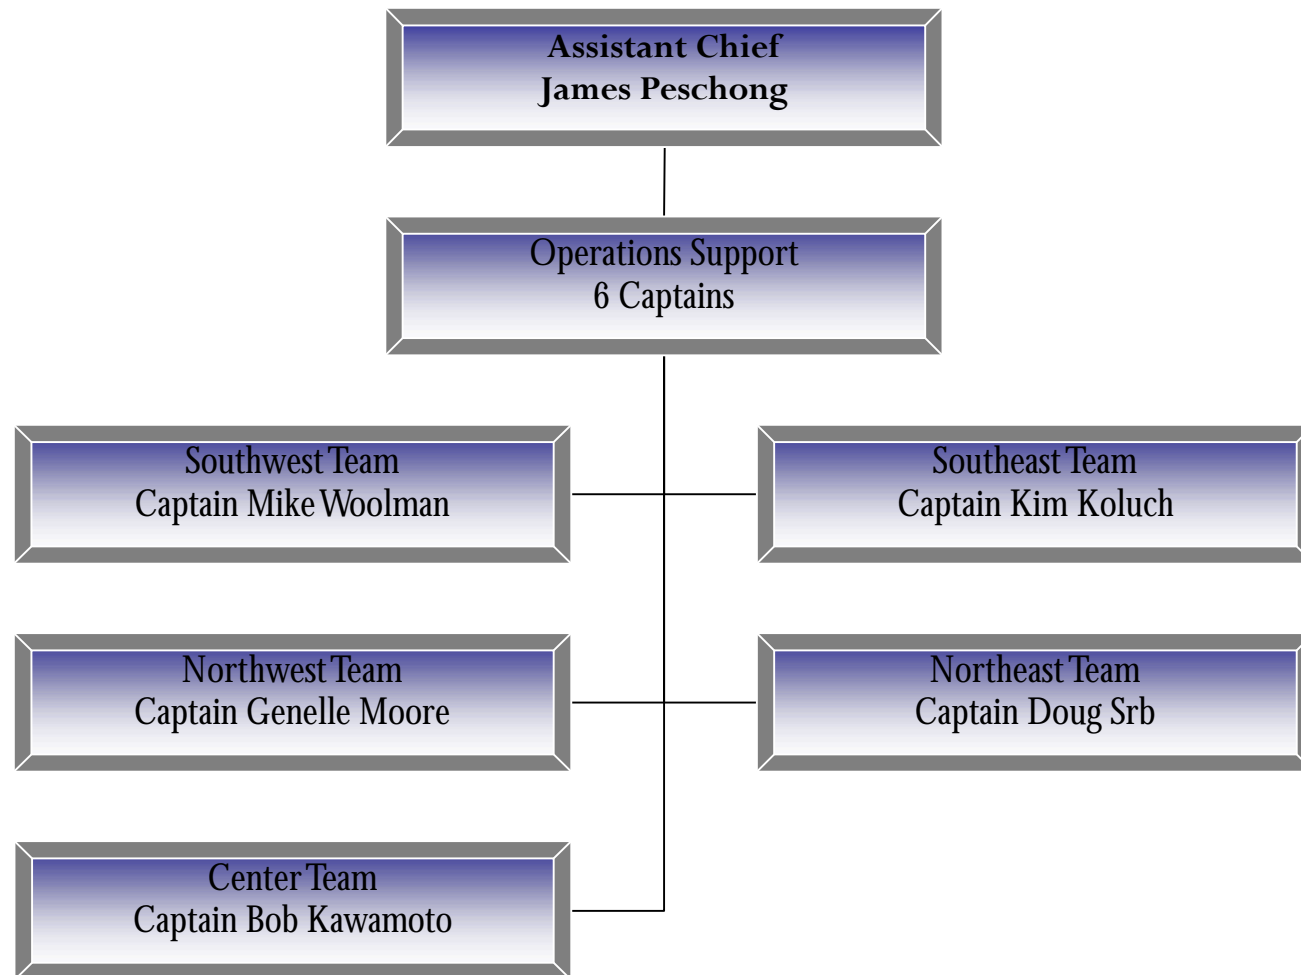 Assistant Chief
James Peschong
Operations Support
6 Captains
Southwest Team
Captain Mike Woolman
Southeast Team
Captain Kim Koluch
Northwest Team
Captain Genelle Moore
Northeast Team
Captain Doug Srb
Center Team
Captain Bob Kawamoto